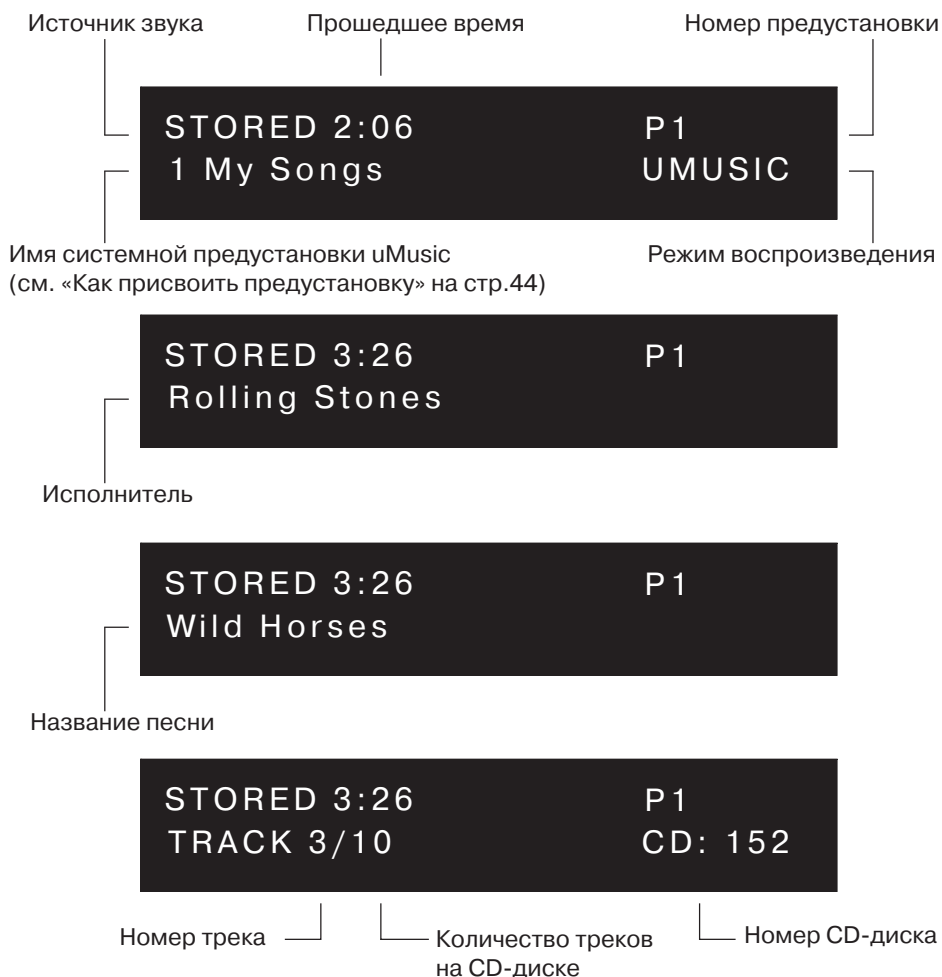 Источник звука Прошедшее время Номер предустановки
STORED 2:06 P1
1 My Songs UMUSIC
Имя системной предустановки uMusic Режим воспроизведения
(см. «Как присвоить предустановку» на стр.44)
STORED 3:26 P1
Rolling Stones
Исполнитель
STORED 3:26 P1
Wild Horses
Название песни
STORED 3:26 P1
TRACK 3/10 CD: 152
Номер трека Количество треков Номер CD-диска
на CD-диске